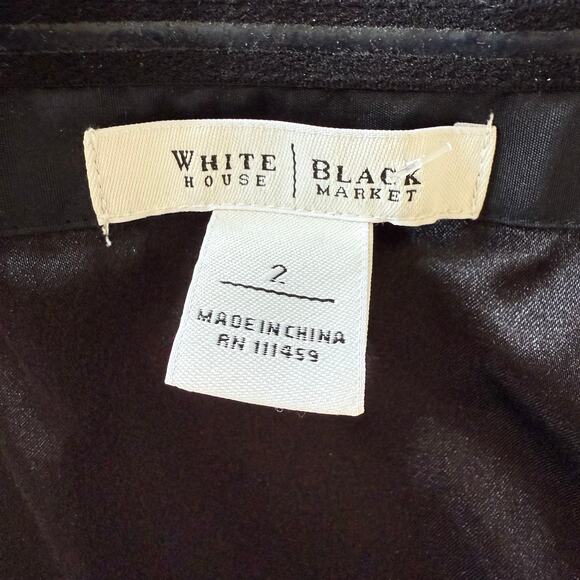 WHITE | BLACK
HOUSE | MARKET
2
MADE IN CHINA
RN 111459